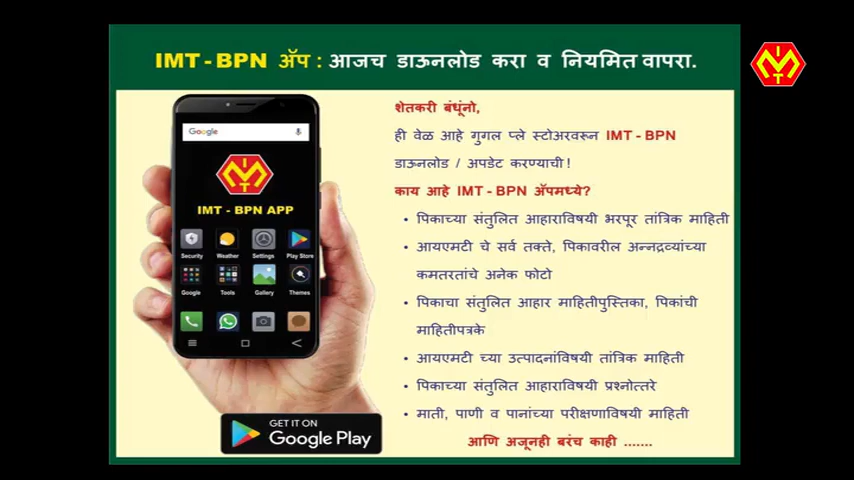 IMT - BPN ॲप : आजच डाऊनलोड करा व नियमित वापरा.
शेतकरी बंधूंनो,
ही वेळ आहे गुगल प्ले स्टोअरवरून IMT - BPN
डाऊनलोड / अपडेट करण्याची !
काय आहे IMT - BPN ॲपमध्ये?
• पिकाच्या संतुलित आहाराविषयी भरपूर तांत्रिक माहिती
• आयएमटी चे सर्व तक्ते, पिकावरील अन्नद्रव्यांच्या
कमतरतांचे अनेक फोटो
• पिकाचा संतुलित आहार माहितीपुस्तिका, पिकांची
माहितीपत्रके
• आयएमटी च्या उत्पादनांविषयी तांत्रिक माहिती
• पिकाच्या संतुलित आहाराविषयी प्रश्नोत्तरे
• माती, पाणी व पानांच्या परीक्षणाविषयी माहिती
आणि अजूनही बरंच काही .......
Google
IMT - BPN APP
Security Weather Settings Play Store
Google Tools Gallery Themes
GET IT ON
Google Play